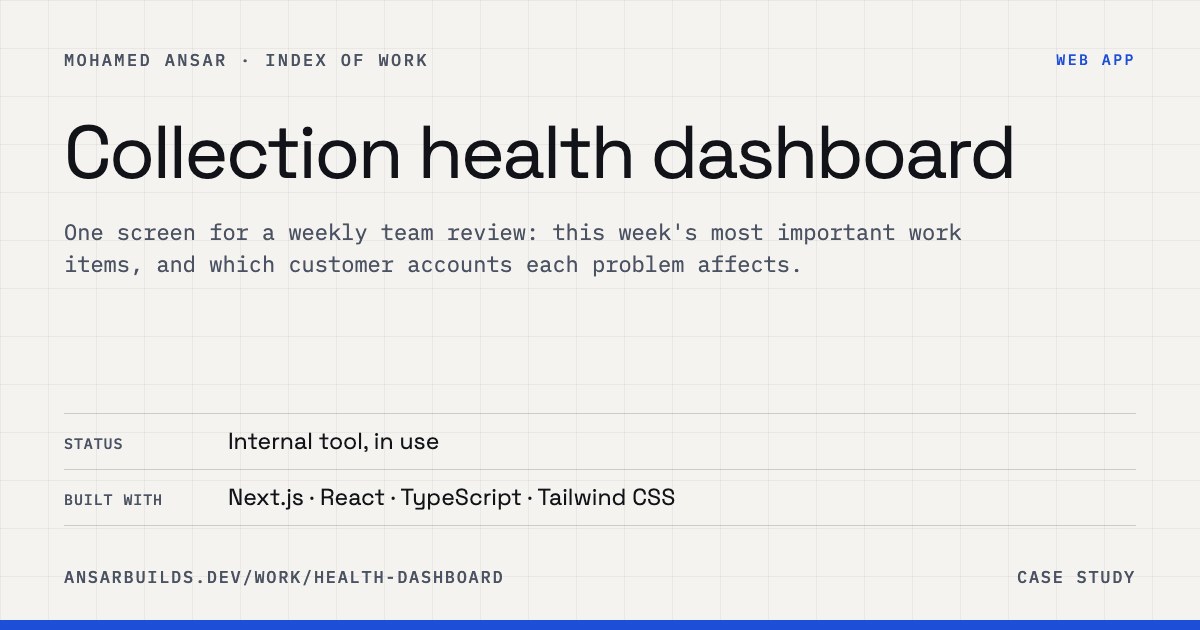 MOHAMED ANSAR · INDEX OF WORK
WEB APP
Collection health dashboard
One screen for a weekly team review: this week's most important work
items, and which customer accounts each problem affects.
STATUS Internal tool, in use
BUILT WITH Next.js · React · TypeScript · Tailwind CSS
ANSARBUILDS.DEV/WORK/HEALTH-DASHBOARD
CASE STUDY